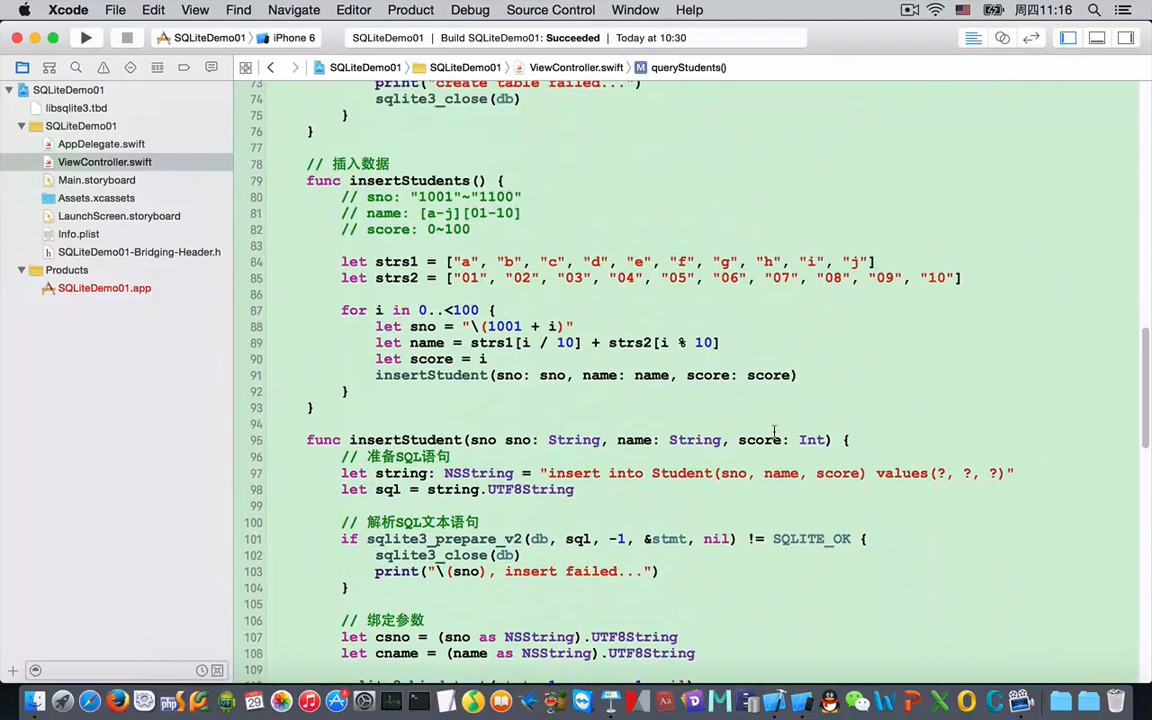 Xcode File Edit View Find Navigate Editor Product Debug Source Control Window Help 周四11:16
SQLiteDemo01 iPhone 6 SQLiteDemo01 | Build SQLiteDemo01: Succeeded | Today at 10:30
SQLiteDemo01 SQLiteDemo01 ViewController.swift M queryStudents()
SQLiteDemo01
libsqlite3.tbd
SQLiteDemo01
AppDelegate.swift
ViewController.swift
Main.storyboard
Assets.xcassets
LaunchScreen.storyboard
Info.plist
SQLiteDemo01-Bridging-Header.h
Products
SQLiteDemo01.app
73 print("create table failed...")
74 sqlite3_close(db)
75 }
76 }
77
78 // 插入数据
79 func insertStudents() {
80 // sno: "1001"~"1100"
81 // name: [a-j][01-10]
82 // score: 0~100
83
84 let strs1 = ["a", "b", "c", "d", "e", "f", "g", "h", "i", "j"]
85 let strs2 = ["01", "02", "03", "04", "05", "06", "07", "08", "09", "10"]
86
87 for i in 0..<100 {
88 let sno = "\(1001 + i)"
89 let name = strs1[i / 10] + strs2[i % 10]
90 let score = i
91 insertStudent(sno: sno, name: name, score: score)
92 }
93 }
94
95 func insertStudent(sno sno: String, name: String, score: Int) {
96 // 准备SQL语句
97 let string: NSString = "insert into Student(sno, name, score) values(?, ?, ?)"
98 let sql = string.UTF8String
99
100 // 解析SQL文本语句
101 if sqlite3_prepare_v2(db, sql, -1, &stmt, nil) != SQLITE_OK {
102 sqlite3_close(db)
103 print("\(sno), insert failed...")
104 }
105
106 // 绑定参数
107 let csno = (sno as NSString).UTF8String
108 let cname = (name as NSString).UTF8String
109